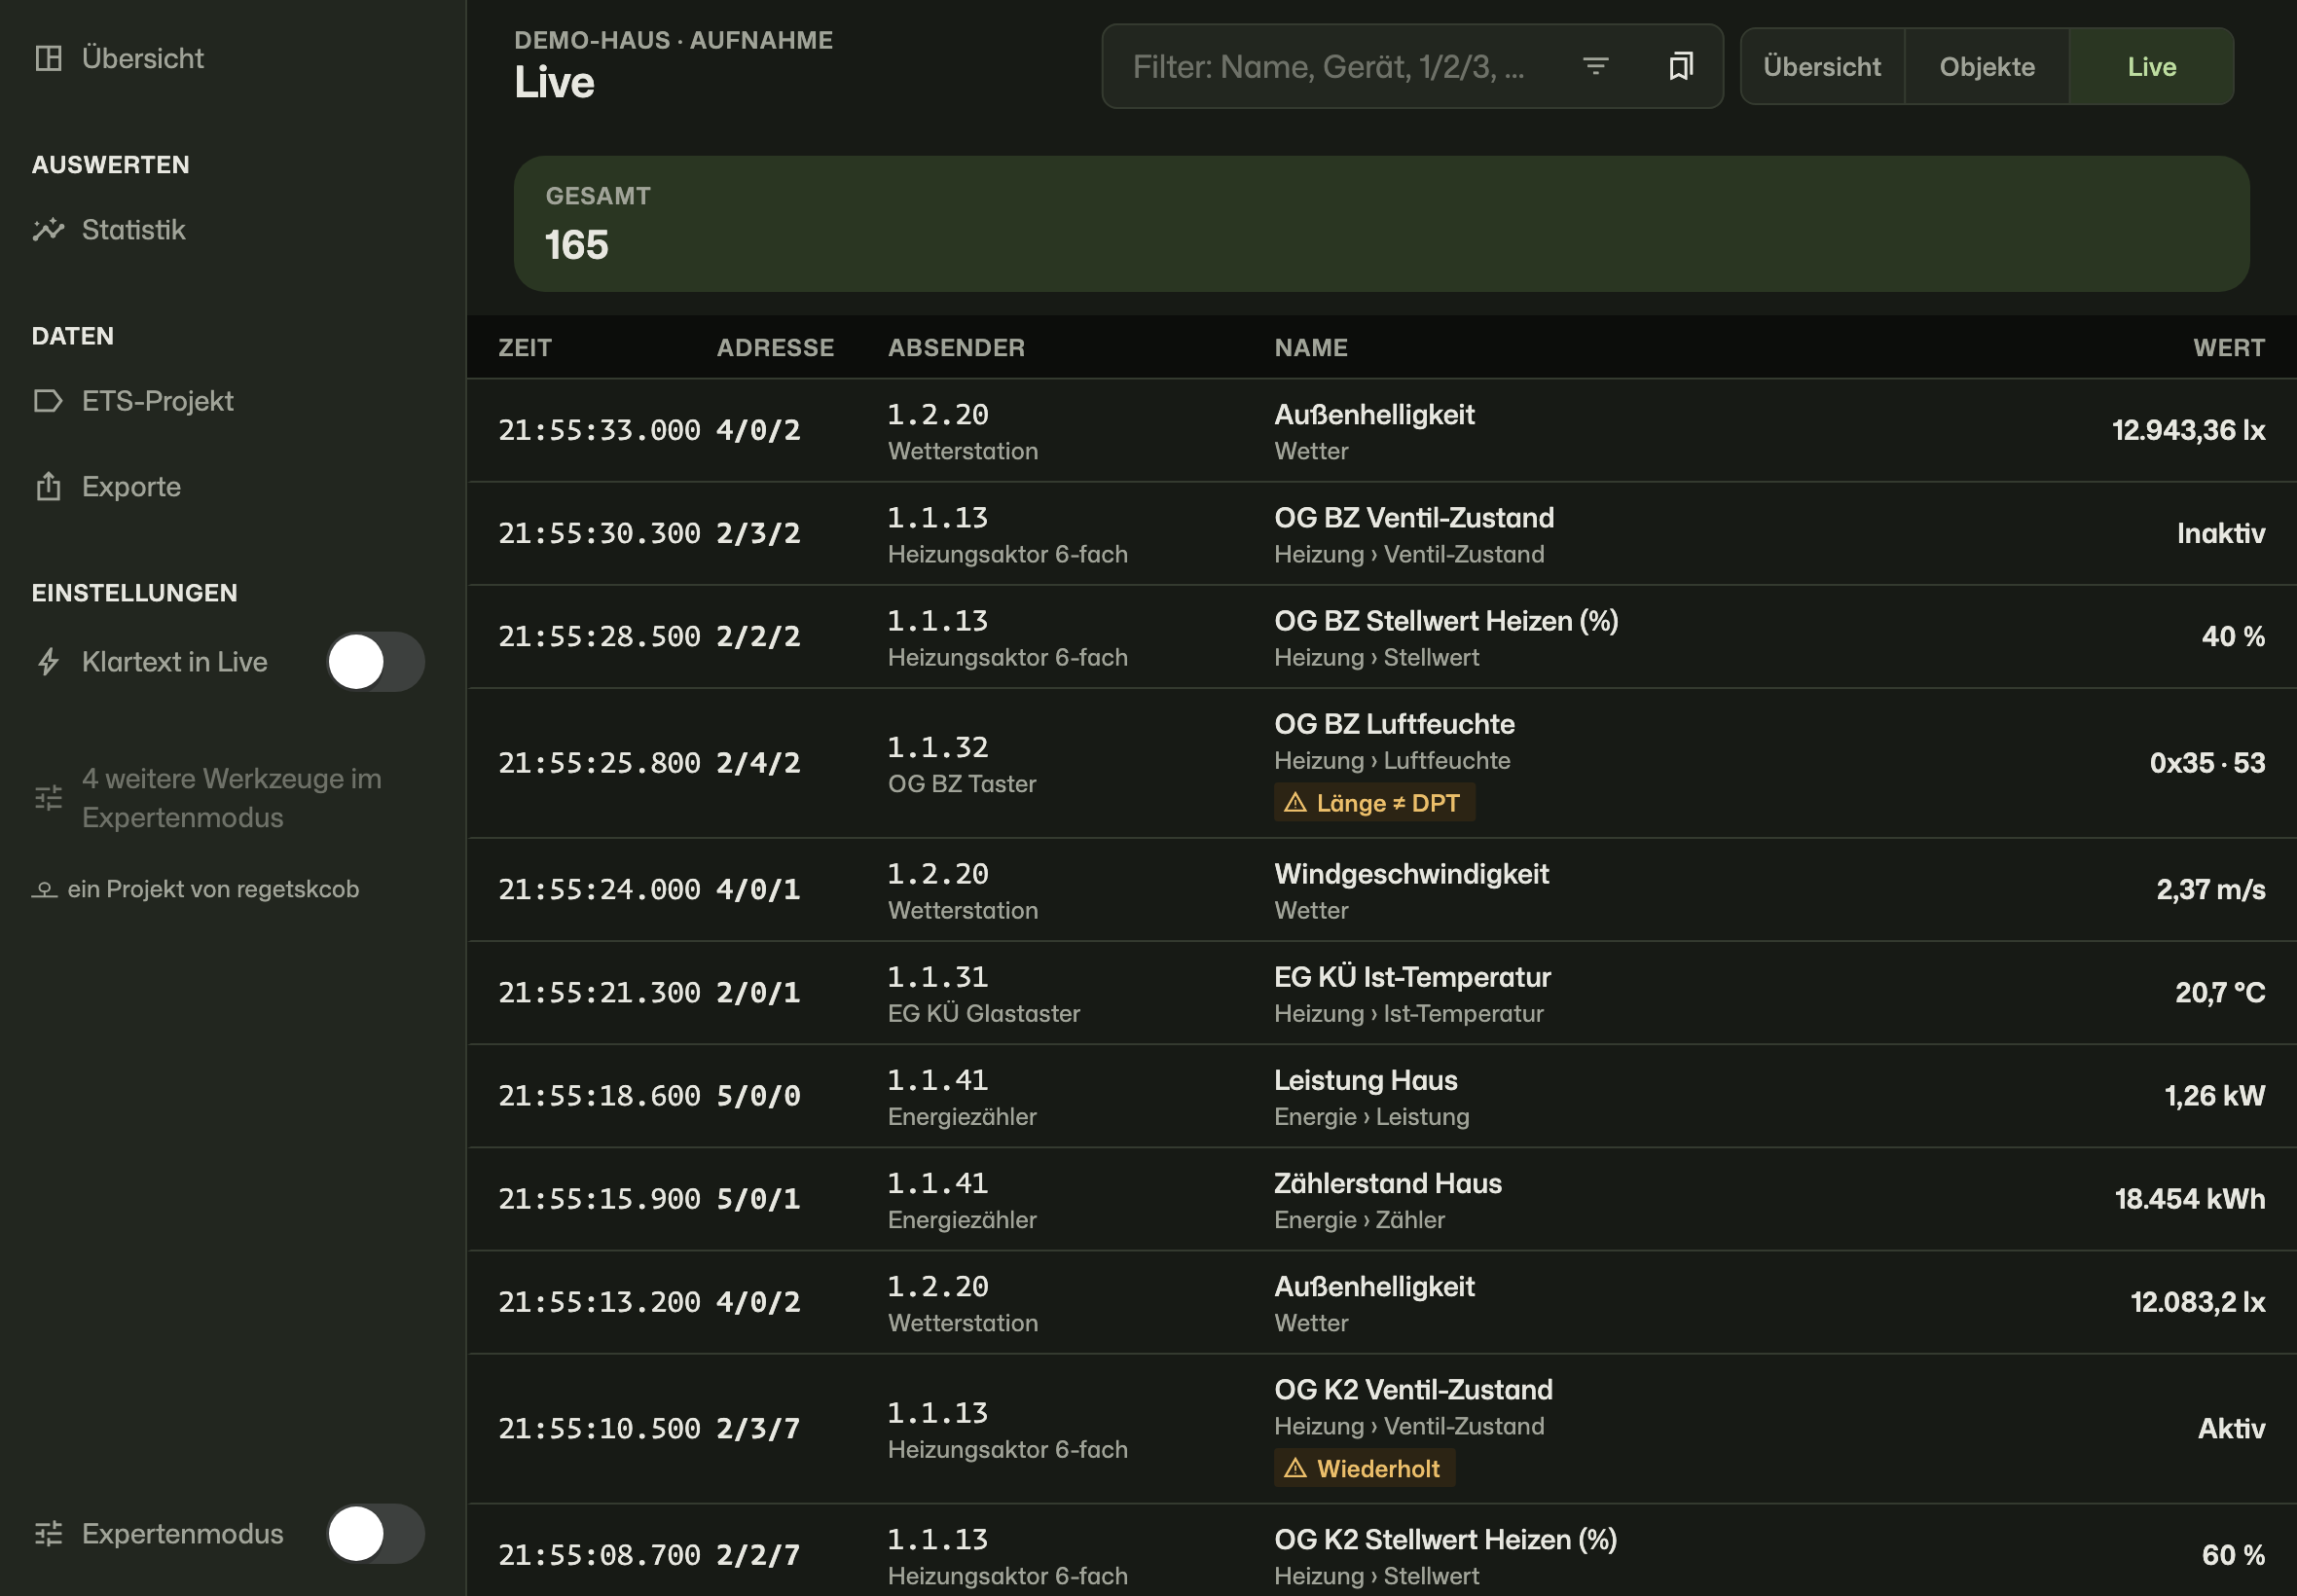 Übersicht
AUSWERTEN
Statistik
DATEN
ETS-Projekt
Exporte
EINSTELLUNGEN
Klartext in Live
4 weitere Werkzeuge im
Expertenmodus
ein Projekt von regetskcob
Expertenmodus
DEMO-HAUS · AUFNAHME
Live
Filter: Name, Gerät, 1/2/3, ...
Übersicht Objekte Live
GESAMT
165
ZEIT ADRESSE ABSENDER NAME WERT
21:55:33.000 4/0/2 1.2.20 Außenhelligkeit 12.943,36 lx
Wetterstation Wetter
21:55:30.300 2/3/2 1.1.13 OG BZ Ventil-Zustand Inaktiv
Heizungsaktor 6-fach Heizung › Ventil-Zustand
21:55:28.500 2/2/2 1.1.13 OG BZ Stellwert Heizen (%) 40 %
Heizungsaktor 6-fach Heizung › Stellwert
21:55:25.800 2/4/2 1.1.32 OG BZ Luftfeuchte 0x35 · 53
OG BZ Taster Heizung › Luftfeuchte
Länge ≠ DPT
21:55:24.000 4/0/1 1.2.20 Windgeschwindigkeit 2,37 m/s
Wetterstation Wetter
21:55:21.300 2/0/1 1.1.31 EG KÜ Ist-Temperatur 20,7 °C
EG KÜ Glastaster Heizung › Ist-Temperatur
21:55:18.600 5/0/0 1.1.41 Leistung Haus 1,26 kW
Energiezähler Energie › Leistung
21:55:15.900 5/0/1 1.1.41 Zählerstand Haus 18.454 kWh
Energiezähler Energie › Zähler
21:55:13.200 4/0/2 1.2.20 Außenhelligkeit 12.083,2 lx
Wetterstation Wetter
21:55:10.500 2/3/7 1.1.13 OG K2 Ventil-Zustand Aktiv
Heizungsaktor 6-fach Heizung › Ventil-Zustand
Wiederholt
21:55:08.700 2/2/7 1.1.13 OG K2 Stellwert Heizen (%) 60 %
Heizungsaktor 6-fach Heizung › Stellwert